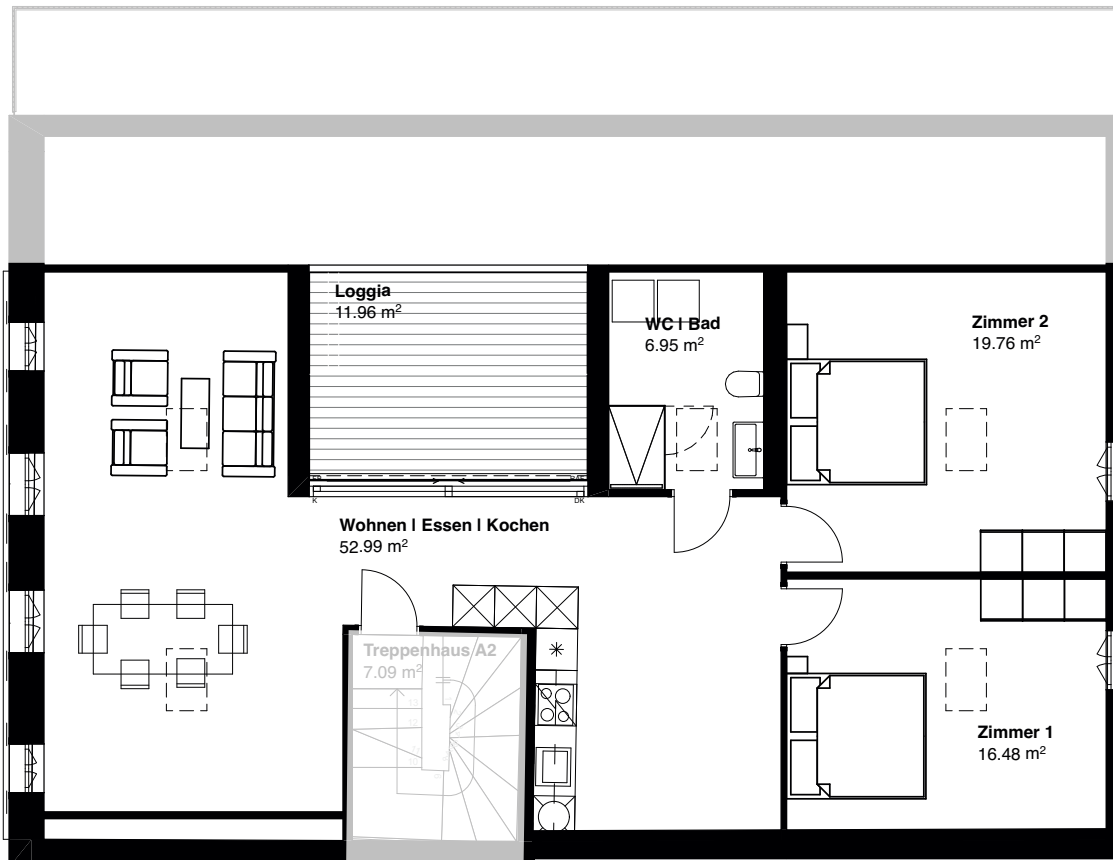 Loggia
11.96 m²
WC I Bad
6.95 m²
Zimmer 2
19.76 m²
K
DK
Wohnen I Essen I Kochen
52.99 m²
Treppenhaus A2
7.09 m²
Zimmer 1
16.48 m²